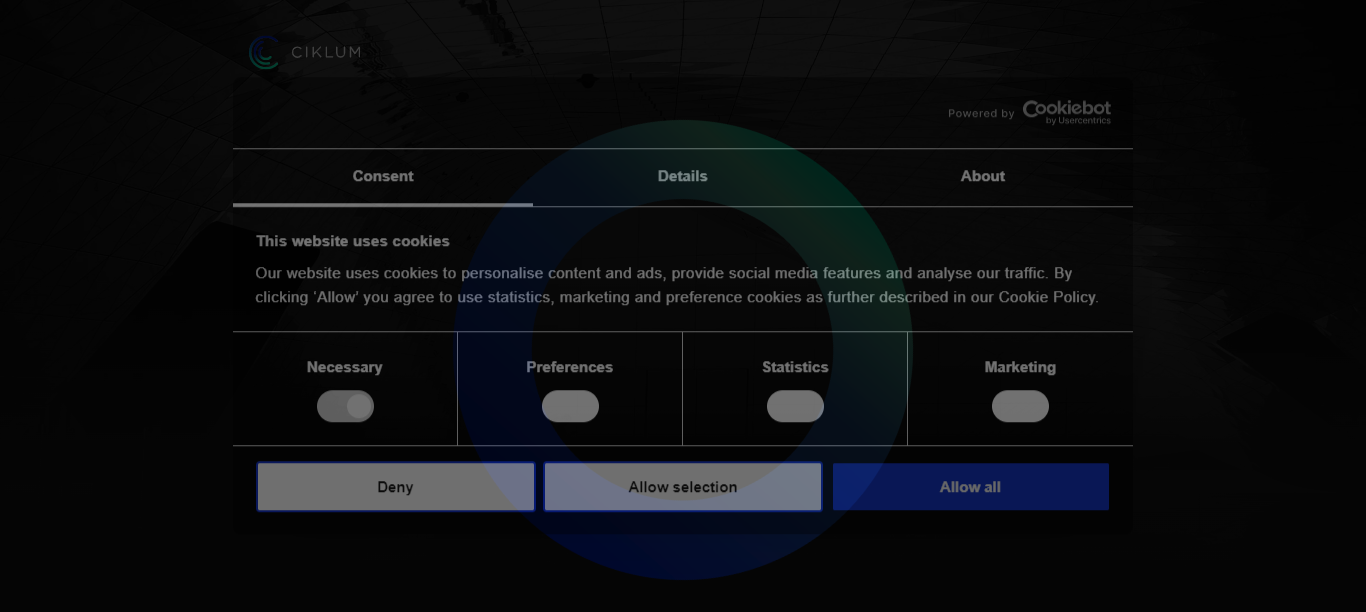 CIKLUM
Powered by Cookiebot
by Usercentrics
Consent
Details
About
This website uses cookies
Our website uses cookies to personalise content and ads, provide social media features and analyse our traffic. By
clicking 'Allow' you agree to use statistics, marketing and preference cookies as further described in our Cookie Policy.
Necessary
Preferences
Statistics
Marketing
Deny
Allow selection
Allow all